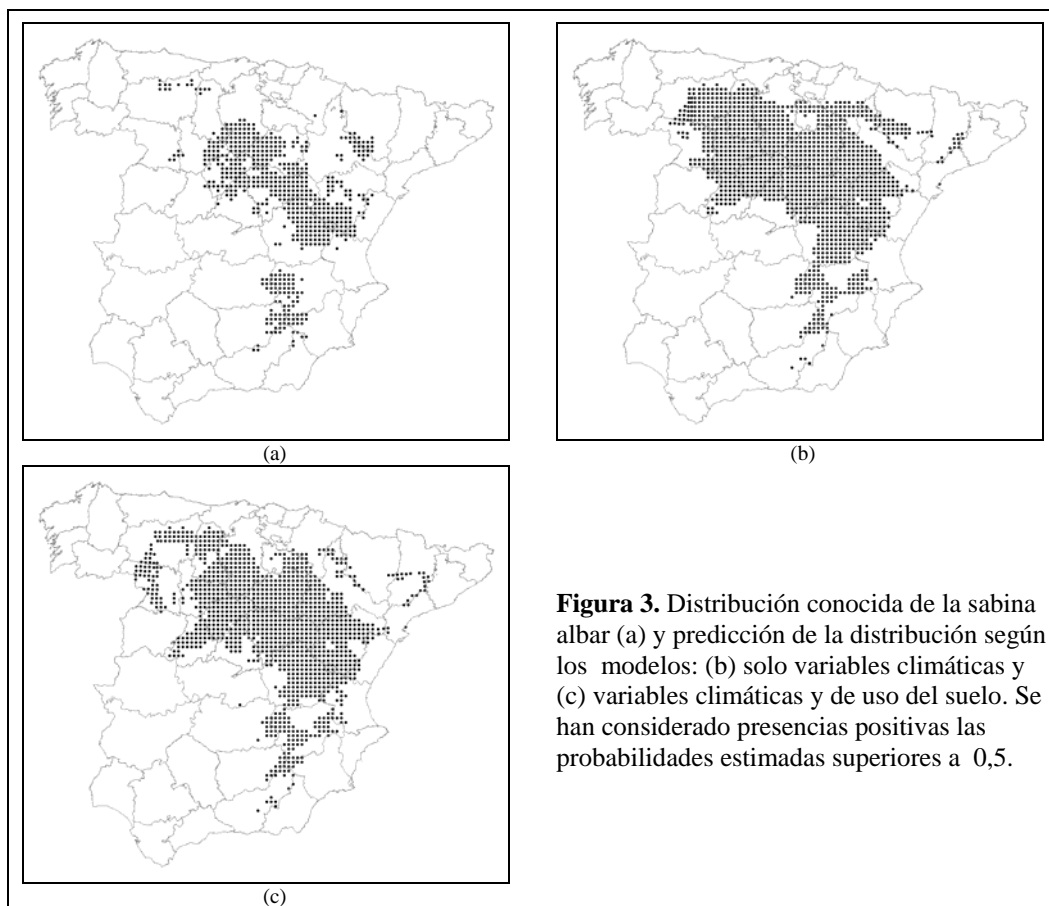 (a)
(b)
(c)
Figura 3. Distribución conocida de la sabina
albar (a) y predicción de la distribución según
los modelos: (b) solo variables climáticas y
(c) variables climáticas y de uso del suelo. Se
han considerado presencias positivas las
probabilidades estimadas superiores a 0,5.